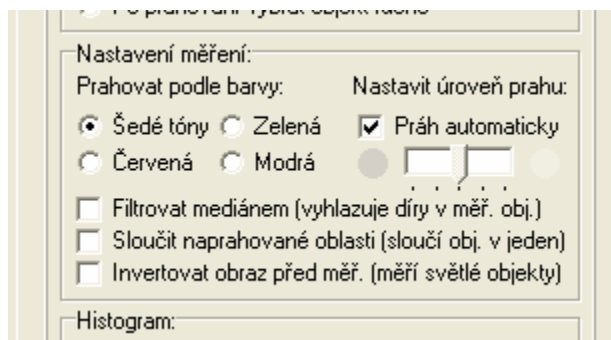 Nastavení měření:
Prahovat podle barvy: Nastavit úroveň prahu:
Šedé tóny Zelená Práh automaticky
Červená Modrá
Filtrovat mediánem (vyhlazuje díry v měř. obj.)
Sloučit naprahované oblasti (sloučí obj. v jeden)
Invertovat obraz před měř. (měří světlé objekty)
Histogram: